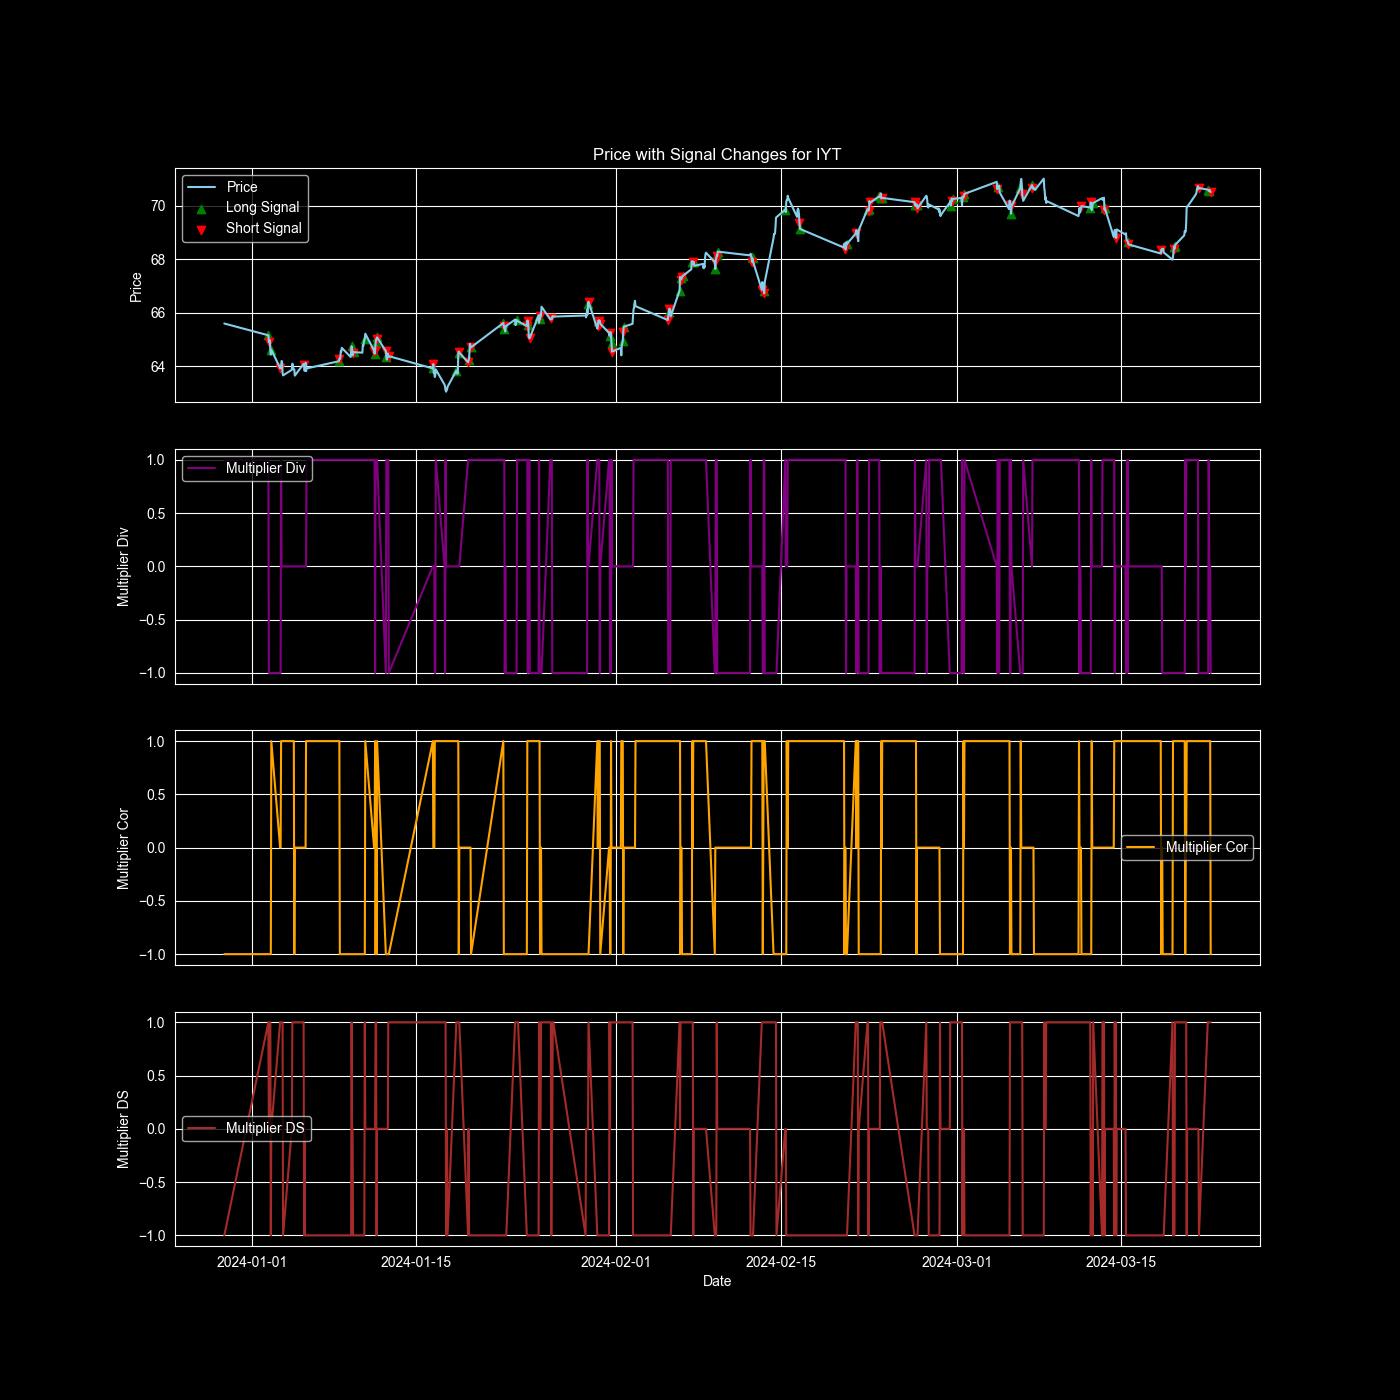 Price with Signal Changes for IYT
Price
Long Signal
Short Signal
Price
70
68
66
64
Multiplier Div
Multiplier Div
1.0
0.5
0.0
−0.5
−1.0
Multiplier Cor
Multiplier Cor
1.0
0.5
0.0
−0.5
−1.0
Multiplier DS
Multiplier DS
1.0
0.5
0.0
−0.5
−1.0
2024-01-01 2024-01-15 2024-02-01 2024-02-15 2024-03-01 2024-03-15
Date